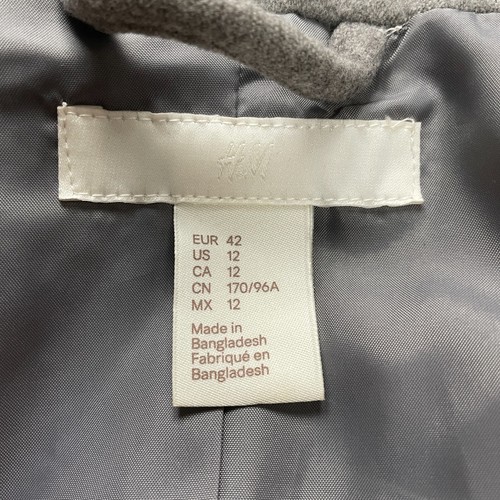 H&M
EUR 42
US 12
CA 12
CN 170/96A
MX 12
Made in
Bangladesh
Fabriqué en
Bangladesh